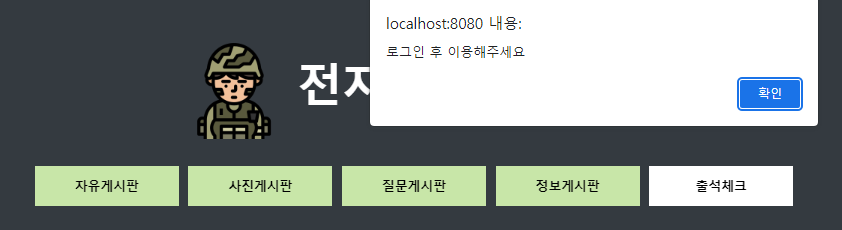 localhost:8080 내용:
로그인 후 이용해주세요
확인
자유게시판
사진게시판
질문게시판
정보게시판
출석체크